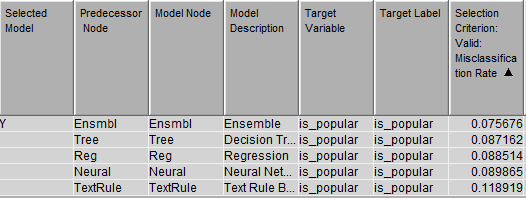 Selected Model	Predecessor Node	Model Node	Model Description	Target Variable	Target Label	Selection Criterion: Valid: Misclassifica tion Rate ▲
Y	Ensmbl	Ensmbl	Ensemble	is_popular	is_popular	0.075676
Tree	Tree	Decision Tr...	is_popular	is_popular	0.087162
Reg	Reg	Regression	is_popular	is_popular	0.088514
Neural	Neural	Neural Net...	is_popular	is_popular	0.089865
TextRule	TextRule	Text Rule B...	is_popular	is_popular	0.118919